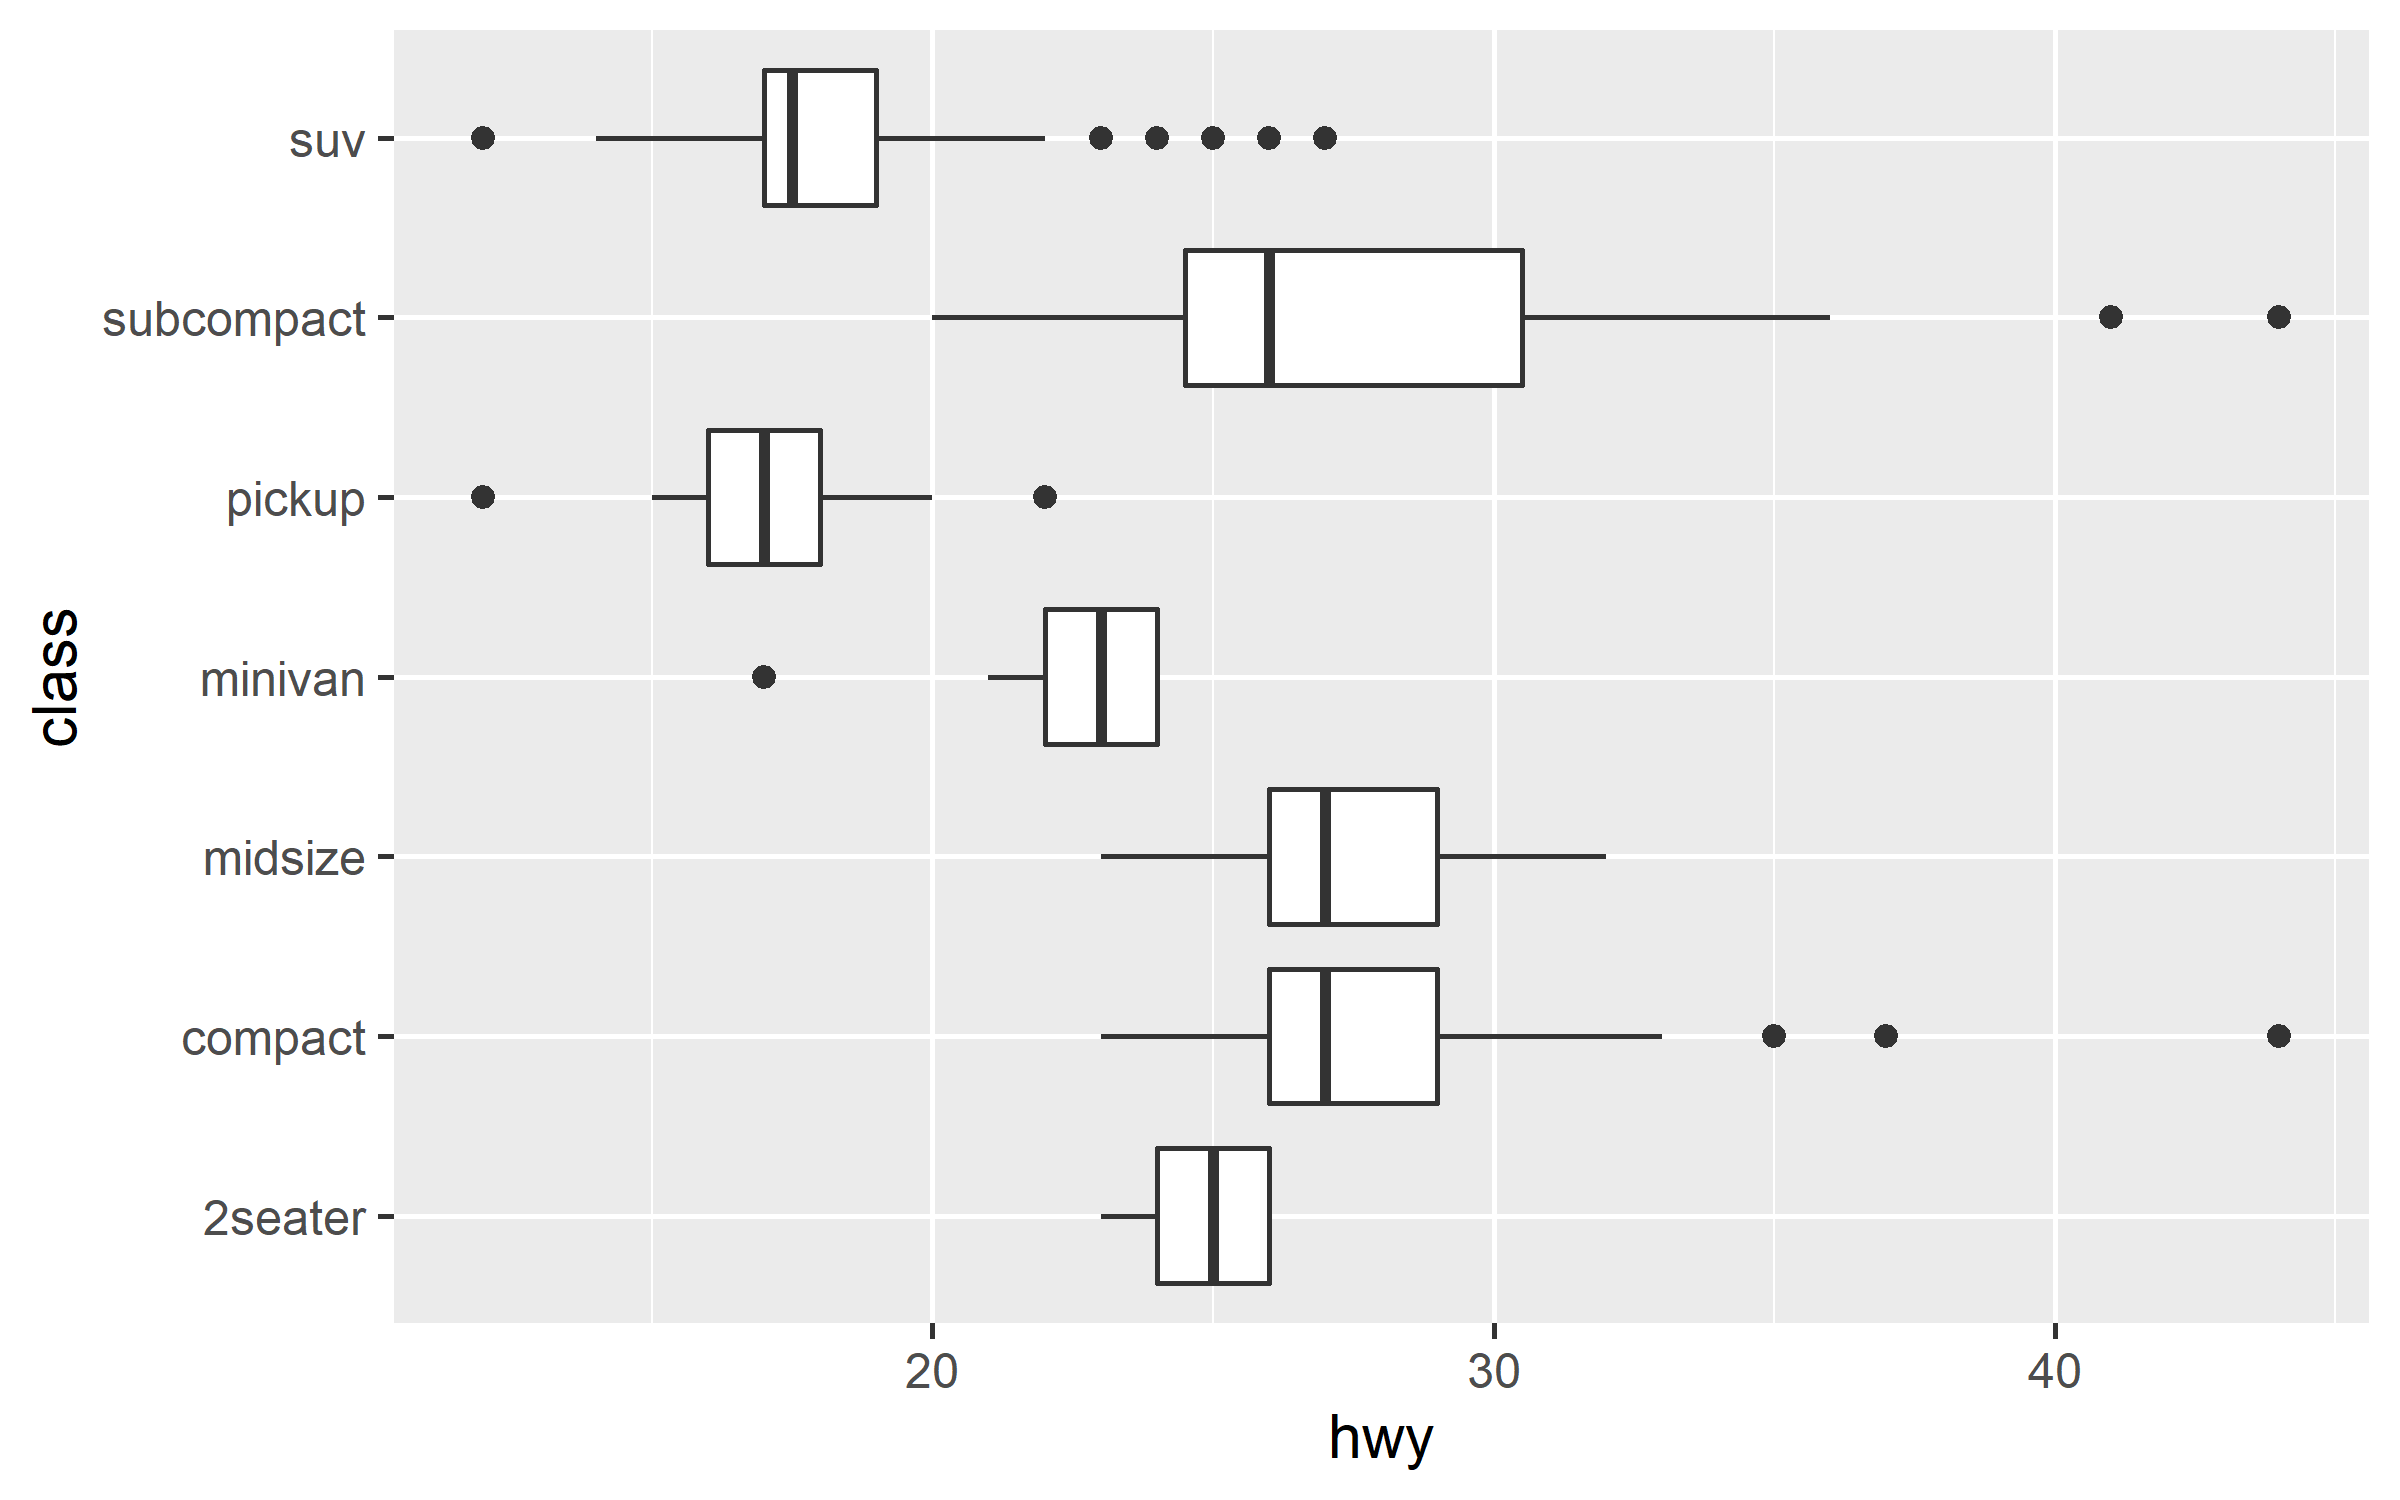 suv
subcompact
pickup
minivan
midsize
compact
2seater
class
20 30 40
hwy